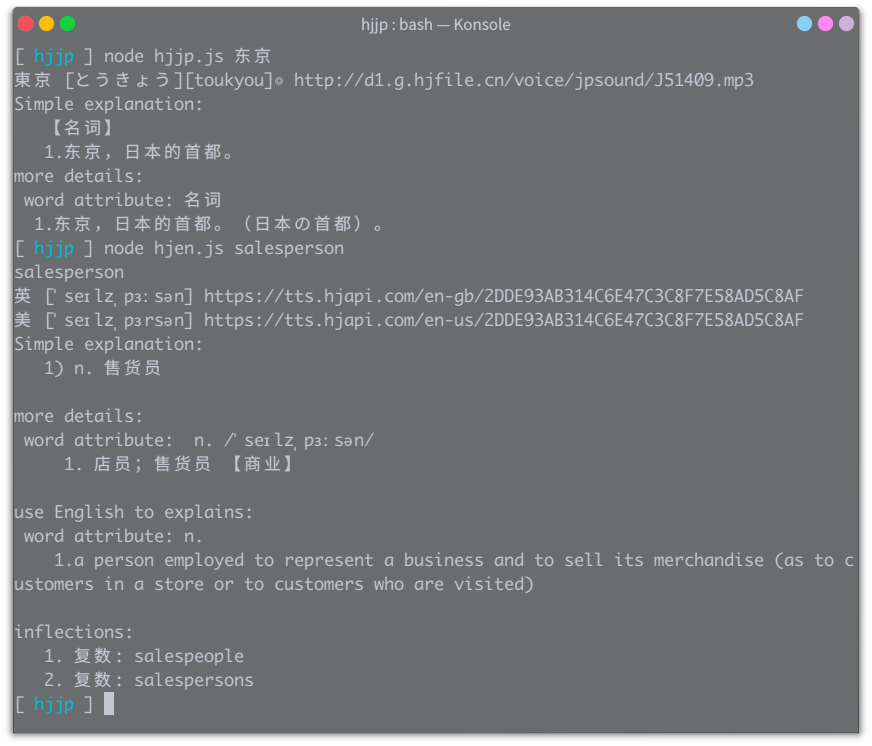 hjjp : bash — Konsole
[ hjjp ] node hjjp.js 东京
東京 [とうきょう][toukyou]◎ http://d1.g.hjfile.cn/voice/jpsound/J51409.mp3
Simple explanation:
【名词】
1.东京，日本的首都。
more details:
word attribute: 名词
1.东京，日本的首都。（日本の首都）。
[ hjjp ] node hjen.js salesperson
salesperson
英 [ˈseɪlzˌpɜːsən] https://tts.hjapi.com/en-gb/2DDE93AB314C6E47C3C8F7E58AD5C8AF
美 [ˈseɪlzˌpɜrsən] https://tts.hjapi.com/en-us/2DDE93AB314C6E47C3C8F7E58AD5C8AF
Simple explanation:
1) n. 售货员
more details:
word attribute:  n. /ˈseɪlzˌpɜːsən/
1. 店员；售货员 【商业】
use English to explains:
word attribute: n.
1.a person employed to represent a business and to sell its merchandise (as to c
ustomers in a store or to customers who are visited)
inflections:
1. 复数: salespeople
2. 复数: salespersons
[ hjjp ]